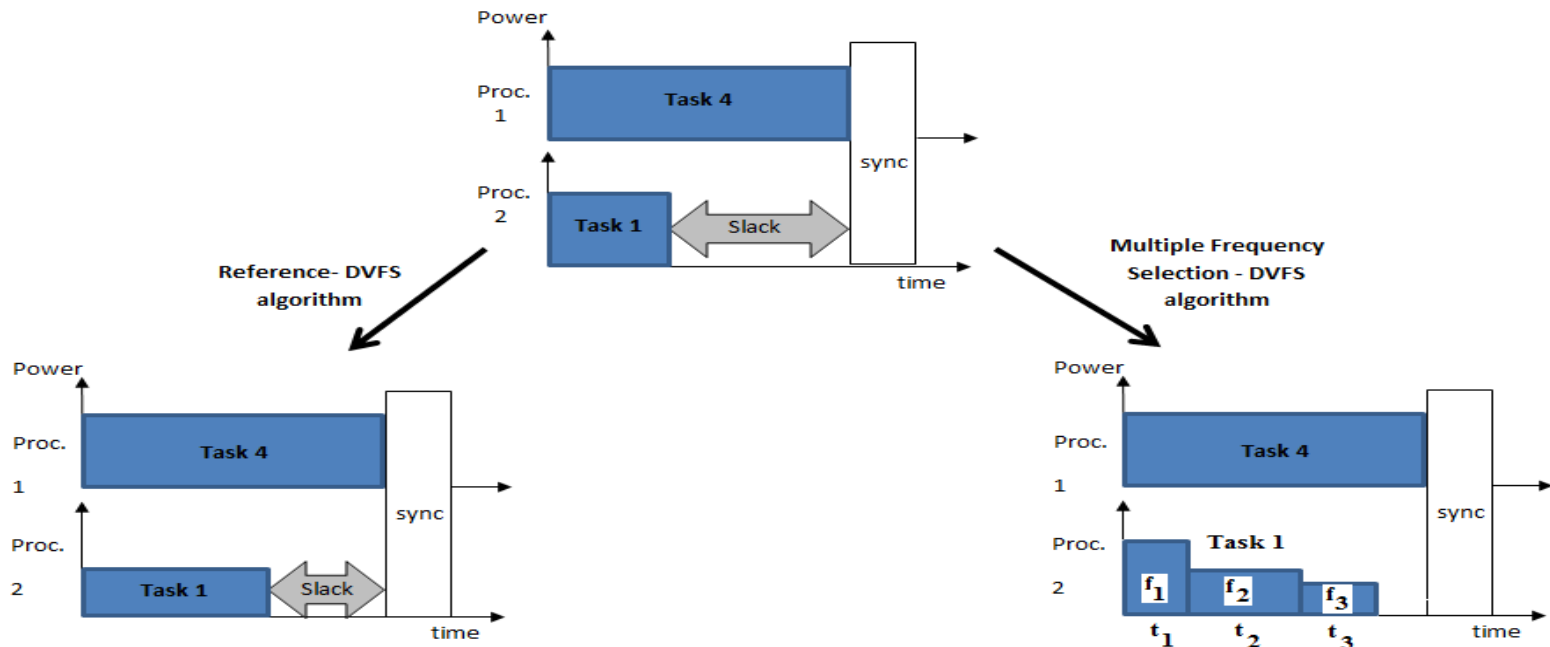 Power
Proc.
1
Task 4
sync
Proc.
2
Task 1
Slack
time
Reference- DVFS
algorithm
Multiple Frequency
Selection - DVFS
algorithm
Power
Proc.
1
Task 4
sync
Proc.
2
Task 1
Slack
time
Power
Proc.
1
Task 4
sync
Proc.
2
Task 1
f1 f2 f3
t1 t2 t3
time